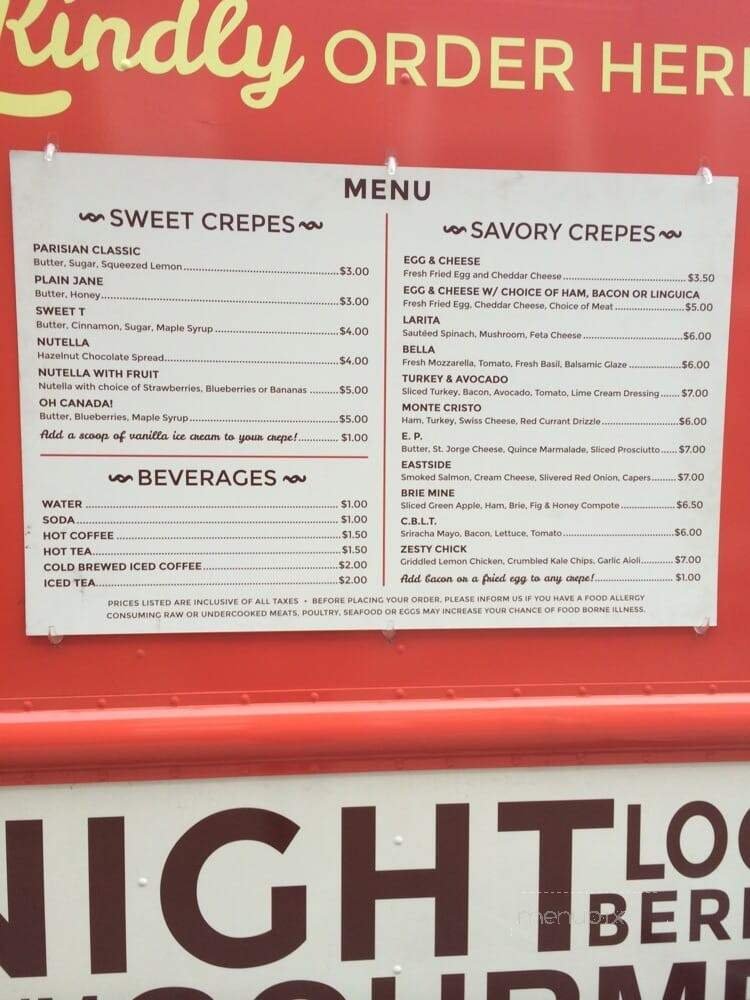 Kindly ORDER HERE
MENU
SWEET CREPES
PARISIAN CLASSIC
Butter, Sugar, Squeezed Lemon..........$3.00
PLAIN JANE
Butter, Honey..........$3.00
SWEET T
Butter, Cinnamon, Sugar, Maple Syrup..........$4.00
NUTELLA
Hazelnut Chocolate Spread..........$4.00
NUTELLA WITH FRUIT
Nutella with choice of Strawberries, Blueberries or Bananas..........$5.00
OH CANADA!
Butter, Blueberries, Maple Syrup..........$5.00
Add a scoop of vanilla ice cream to your crepe!..........$1.00
BEVERAGES
WATER..........$1.00
SODA..........$1.00
HOT COFFEE..........$1.50
HOT TEA..........$1.50
COLD BREWED ICED COFFEE..........$2.00
ICED TEA..........$2.00
SAVORY CREPES
EGG & CHEESE
Fresh Fried Egg and Cheddar Cheese..........$3.50
EGG & CHEESE W/ CHOICE OF HAM, BACON OR LINGUICA
Fresh Fried Egg, Cheddar Cheese, Choice of Meat..........$5.00
LARITA
Sautéed Spinach, Mushroom, Feta Cheese..........$6.00
BELLA
Fresh Mozzarella, Tomato, Fresh Basil, Balsamic Glaze..........$6.00
TURKEY & AVOCADO
Sliced Turkey, Bacon, Avocado, Tomato, Lime Cream Dressing..........$7.00
MONTE CRISTO
Ham, Turkey, Swiss Cheese, Red Currant Drizzle..........$6.00
E. P.
Butter, St. Jorge Cheese, Quince Marmalade, Sliced Prosciutto..........$7.00
EASTSIDE
Smoked Salmon, Cream Cheese, Slivered Red Onion, Capers..........$7.00
BRIE MINE
Sliced Green Apple, Ham, Brie, Fig & Honey Compote..........$6.50
C.B.L.T.
Sriracha Mayo, Bacon, Lettuce, Tomato..........$6.00
ZESTY CHICK
Griddled Lemon Chicken, Crumbled Kale Chips, Garlic Aioli..........$7.00
Add bacon or a fried egg to any crepe!..........$1.00
PRICES LISTED ARE INCLUSIVE OF ALL TAXES • BEFORE PLACING YOUR ORDER, PLEASE INFORM US IF YOU HAVE A FOOD ALLERGY
CONSUMING RAW OR UNDERCOOKED MEATS, POULTRY, SEAFOOD OR EGGS MAY INCREASE YOUR CHANCE OF FOOD BORNE ILLNESS.
NIGHT LOC
BERR
GOURM
menupix